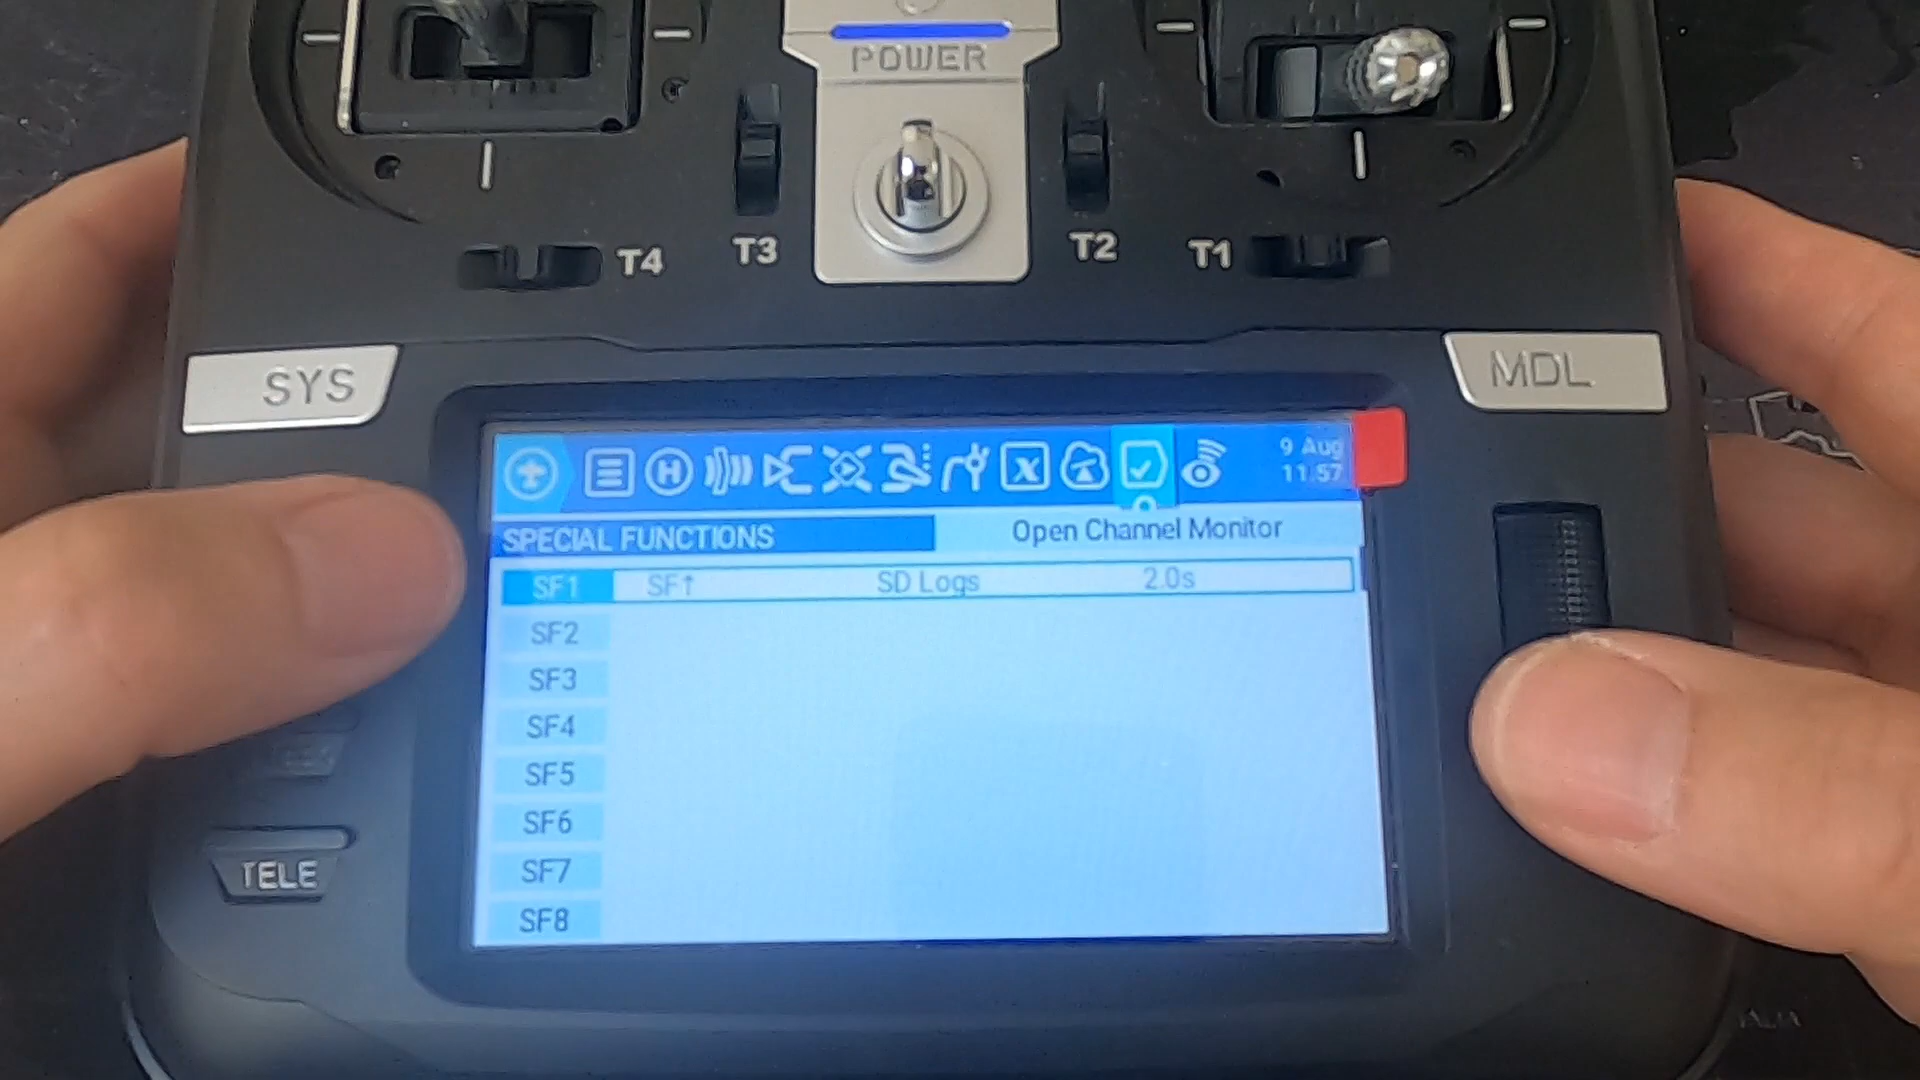 POWER
T4 T3 T2 T1
SYS MDL
9 Aug
11:57
SPECIAL FUNCTIONS Open Channel Monitor
SF1 SF↑ SD Logs 2.0s
SF2
SF3
SF4
SF5
SF6
SF7
SF8
TELE